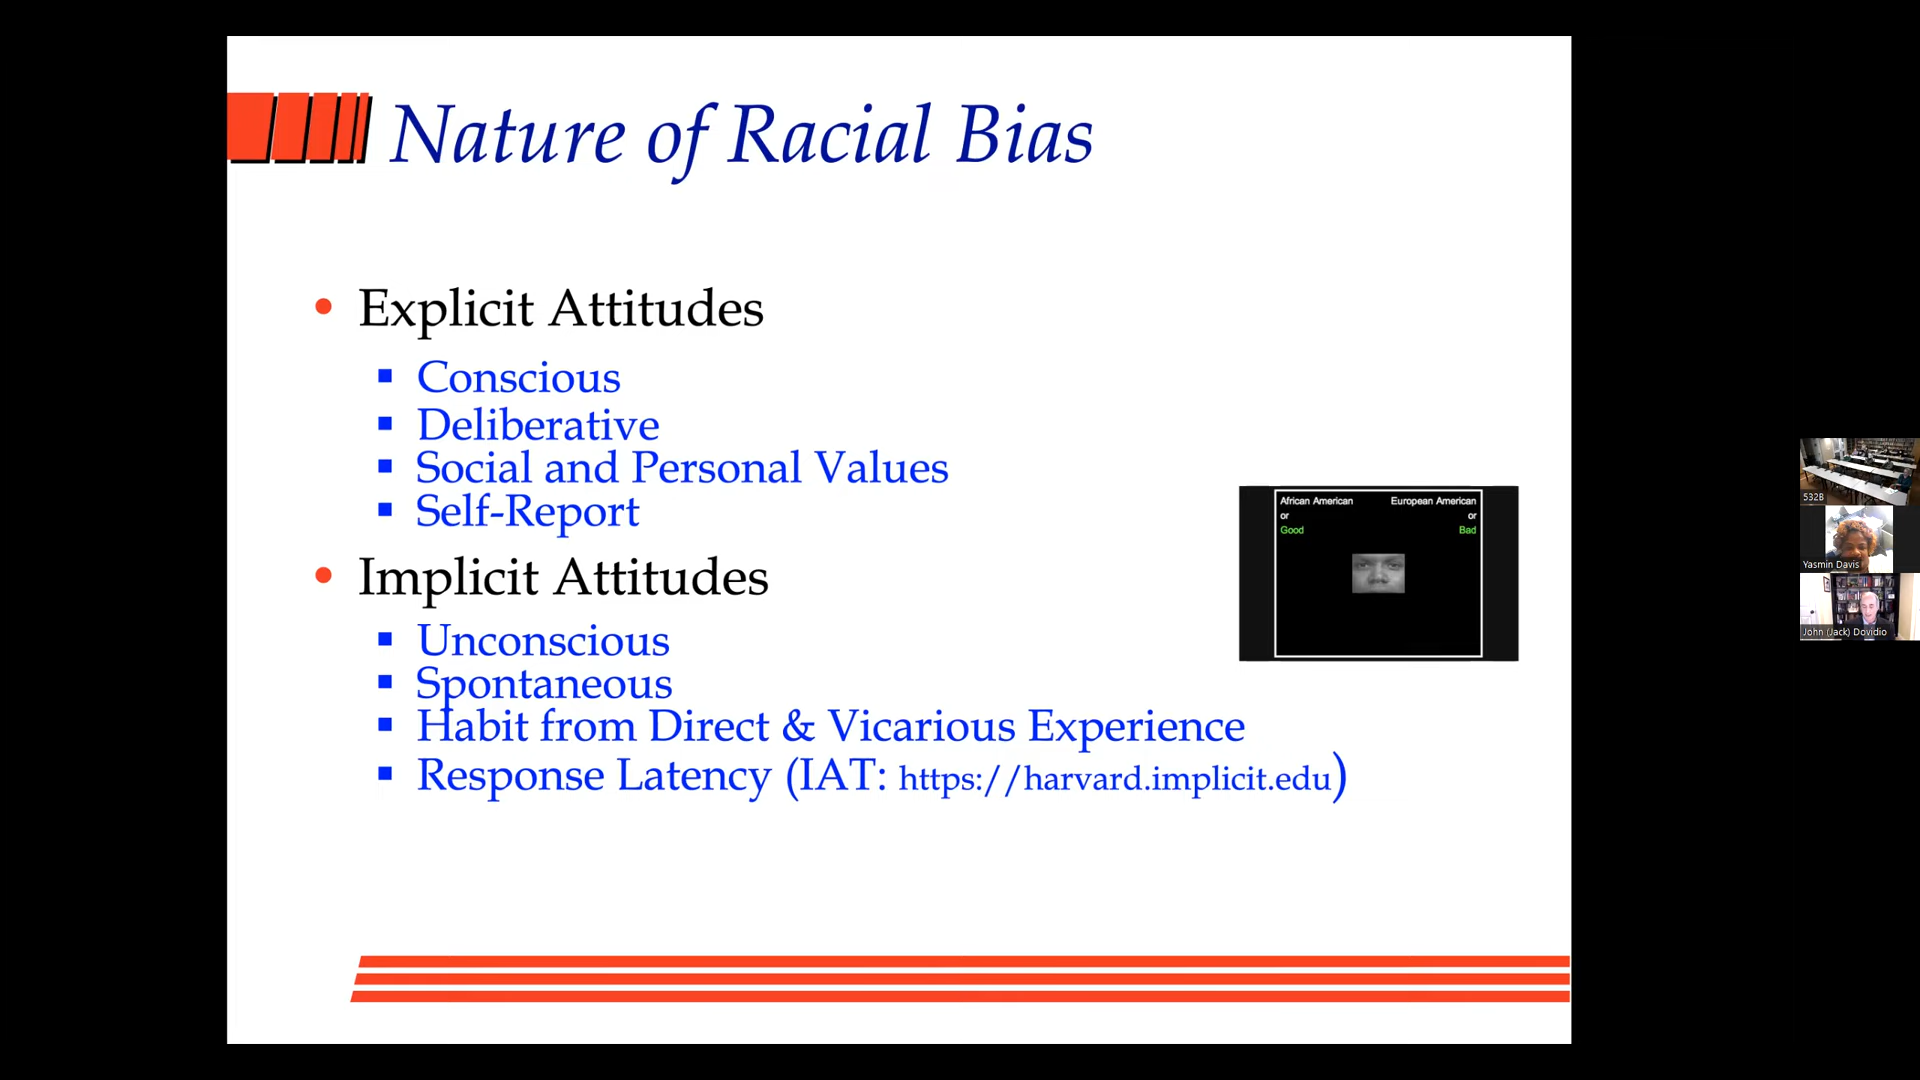 Nature of Racial Bias
• Explicit Attitudes
▪ Conscious
▪ Deliberative
▪ Social and Personal Values
▪ Self-Report
• Implicit Attitudes
▪ Unconscious
▪ Spontaneous
▪ Habit from Direct & Vicarious Experience
▪ Response Latency (IAT: https://harvard.implicit.edu)
African American European American
or or
Good Bad
532B
Yasmin Davis
John (Jack) Dovidio